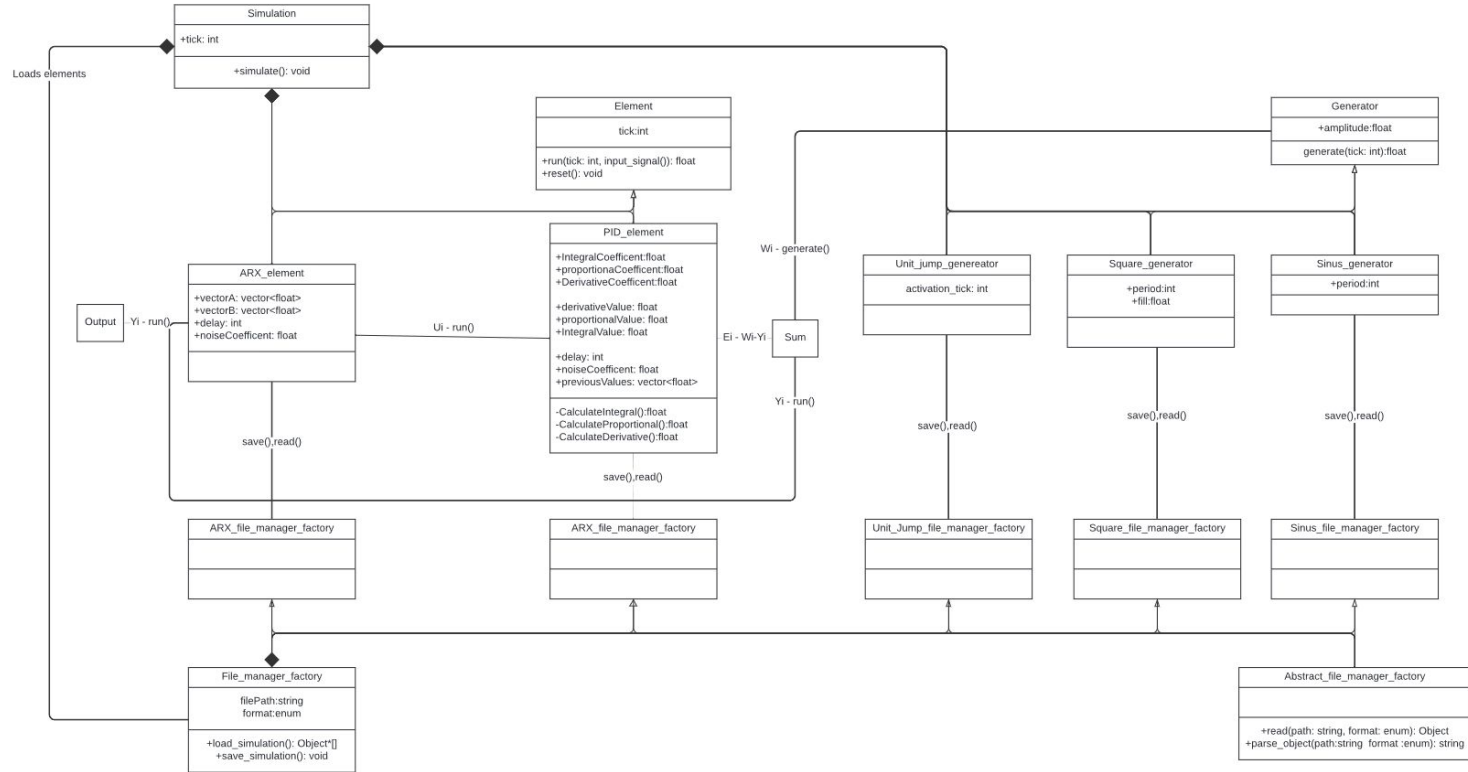 Simulation
+tick: int
+simulate(): void
Loads elements
Element
tick:int
+run(tick: int, input_signal()): float
+reset(): void
Generator
+amplitude:float
generate(tick: int):float
Wi - generate()
PID_element
+IntegralCoefficent:float
+proportionaCoefficent:float
+DerivativeCoefficent:float
+derivativeValue: float
+proportionalValue: float
+IntegralValue: float
+delay: int
+noiseCoefficent: float
+previousValues: vector<float>
-CalculateIntegral():float
-CalculateProportional():float
-CalculateDerivative():float
ARX_element
+vectorA: vector<float>
+vectorB: vector<float>
+delay: int
+noiseCoefficent: float
Unit_jump_genereator
activation_tick: int
Square_generator
+period:int
+fill:float
Sinus_generator
+period:int
Output
Yi - run()
Ui - run()
Ei - Wi-Yi
Sum
Yi - run()
save(),read()
save(),read()
save(),read()
save(),read()
save(),read()
ARX_file_manager_factory
ARX_file_manager_factory
Unit_Jump_file_manager_factory
Square_file_manager_factory
Sinus_file_manager_factory
File_manager_factory
filePath:string
format:enum
+load_simulation(): Object*[]
+save_simulation(): void
Abstract_file_manager_factory
+read(path: string, format: enum): Object
+parse_object(path:string format :enum): string